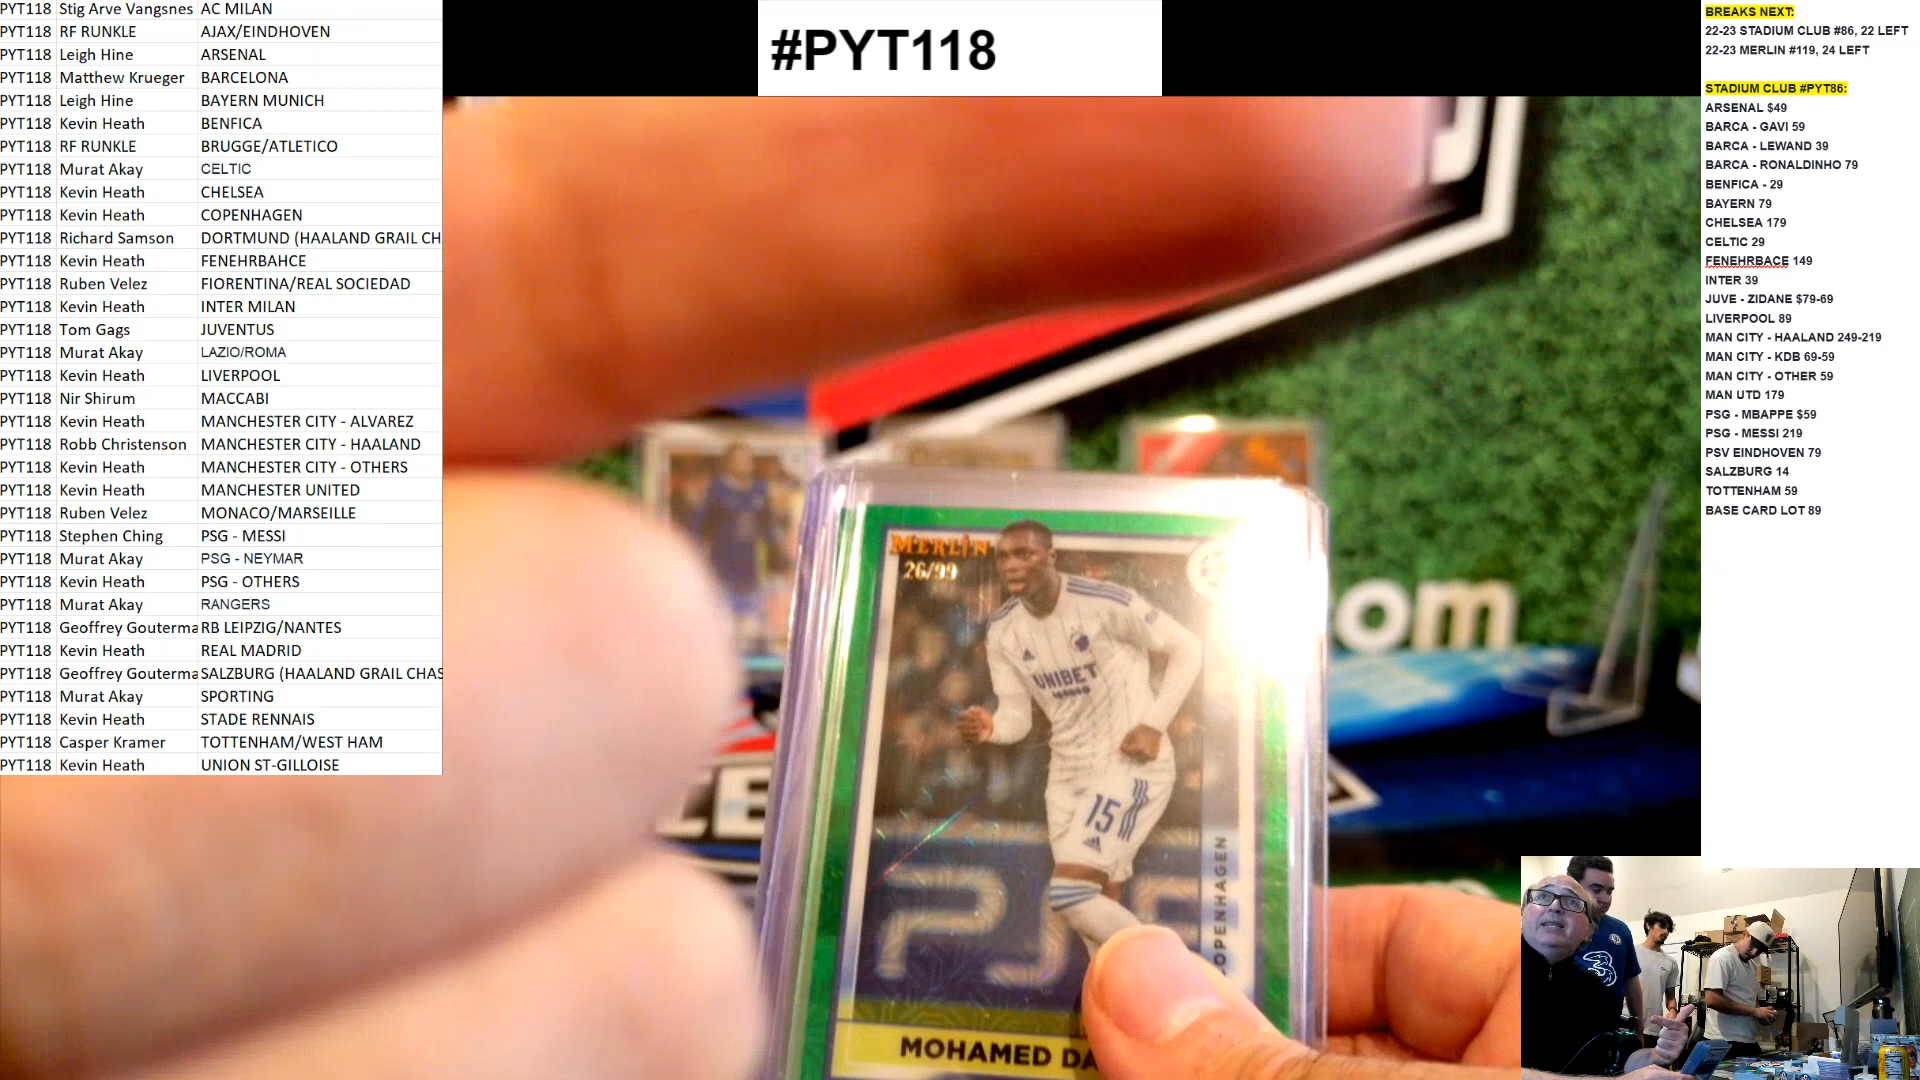 PYT118 Stig Arve Vangsnes AC MILAN
PYT118 RF RUNKLE AJAX/EINDHOVEN
PYT118 Leigh Hine ARSENAL
PYT118 Matthew Krueger BARCELONA
PYT118 Leigh Hine BAYERN MUNICH
PYT118 Kevin Heath BENFICA
PYT118 RF RUNKLE BRUGGE/ATLETICO
PYT118 Murat Akay CELTIC
PYT118 Kevin Heath CHELSEA
PYT118 Kevin Heath COPENHAGEN
PYT118 Richard Samson DORTMUND (HAALAND GRAIL CH
PYT118 Kevin Heath FENEHRBAHCE
PYT118 Ruben Velez FIORENTINA/REAL SOCIEDAD
PYT118 Kevin Heath INTER MILAN
PYT118 Tom Gags JUVENTUS
PYT118 Murat Akay LAZIO/ROMA
PYT118 Kevin Heath LIVERPOOL
PYT118 Nir Shirum MACCABI
PYT118 Kevin Heath MANCHESTER CITY - ALVAREZ
PYT118 Robb Christenson MANCHESTER CITY - HAALAND
PYT118 Kevin Heath MANCHESTER CITY - OTHERS
PYT118 Kevin Heath MANCHESTER UNITED
PYT118 Ruben Velez MONACO/MARSEILLE
PYT118 Stephen Ching PSG - MESSI
PYT118 Murat Akay PSG - NEYMAR
PYT118 Kevin Heath PSG - OTHERS
PYT118 Murat Akay RANGERS
PYT118 Geoffrey Gouterma RB LEIPZIG/NANTES
PYT118 Kevin Heath REAL MADRID
PYT118 Geoffrey Gouterma SALZBURG (HAALAND GRAIL CHAS
PYT118 Murat Akay SPORTING
PYT118 Kevin Heath STADE RENNAIS
PYT118 Casper Kramer TOTTENHAM/WEST HAM
PYT118 Kevin Heath UNION ST-GILLOISE
#PYT118
MERLIN
26/99
UNIBET
15
COPENHAGEN
MOHAMED DA
.com
BREAKS NEXT:
22-23 STADIUM CLUB #86, 22 LEFT
22-23 MERLIN #119, 24 LEFT
STADIUM CLUB #PYT86:
ARSENAL $49
BARCA - GAVI 59
BARCA - LEWAND 39
BARCA - RONALDINHO 79
BENFICA - 29
BAYERN 79
CHELSEA 179
CELTIC 29
FENEHRBACE 149
INTER 39
JUVE - ZIDANE $79-69
LIVERPOOL 89
MAN CITY - HAALAND 249-219
MAN CITY - KDB 69-59
MAN CITY - OTHER 59
MAN UTD 179
PSG - MBAPPE $59
PSG - MESSI 219
PSV EINDHOVEN 79
SALZBURG 14
TOTTENHAM 59
BASE CARD LOT 89